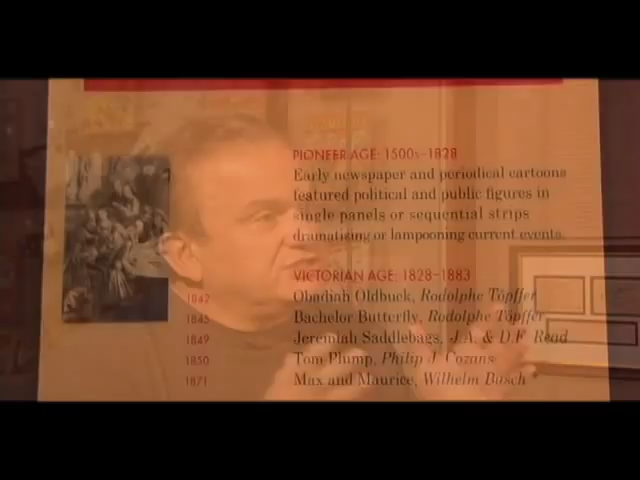 PIONEER AGE: 1500s–1828
Early newspaper and periodical cartoons
featured political and public figures in
single panels or sequential strips
dramatizing or lampooning current events.
VICTORIAN AGE: 1828–1883
1842 Obadiah Oldbuck, Rodolphe Töpffer
1845 Bachelor Butterfly, Rodolphe Töpffer
1849 Jeremiah Saddlebags, J.A. & D.F. Read
1850 Tom Plump, Philip J. Cozans
1871 Max and Maurice, Wilhelm Busch